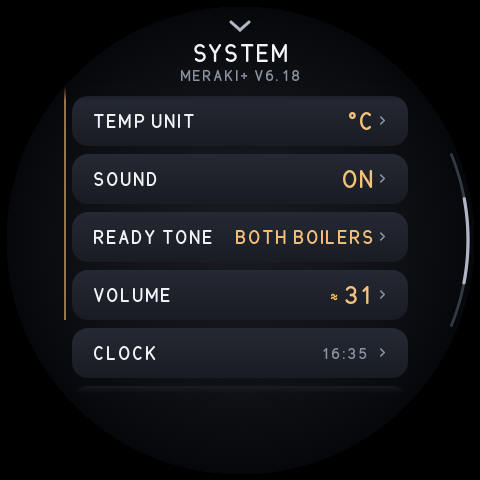 SYSTEM
MERAKI+ V6.18
TEMP UNIT °C
SOUND ON
READY TONE BOTH BOILERS
VOLUME ≈ 31
CLOCK 16:35